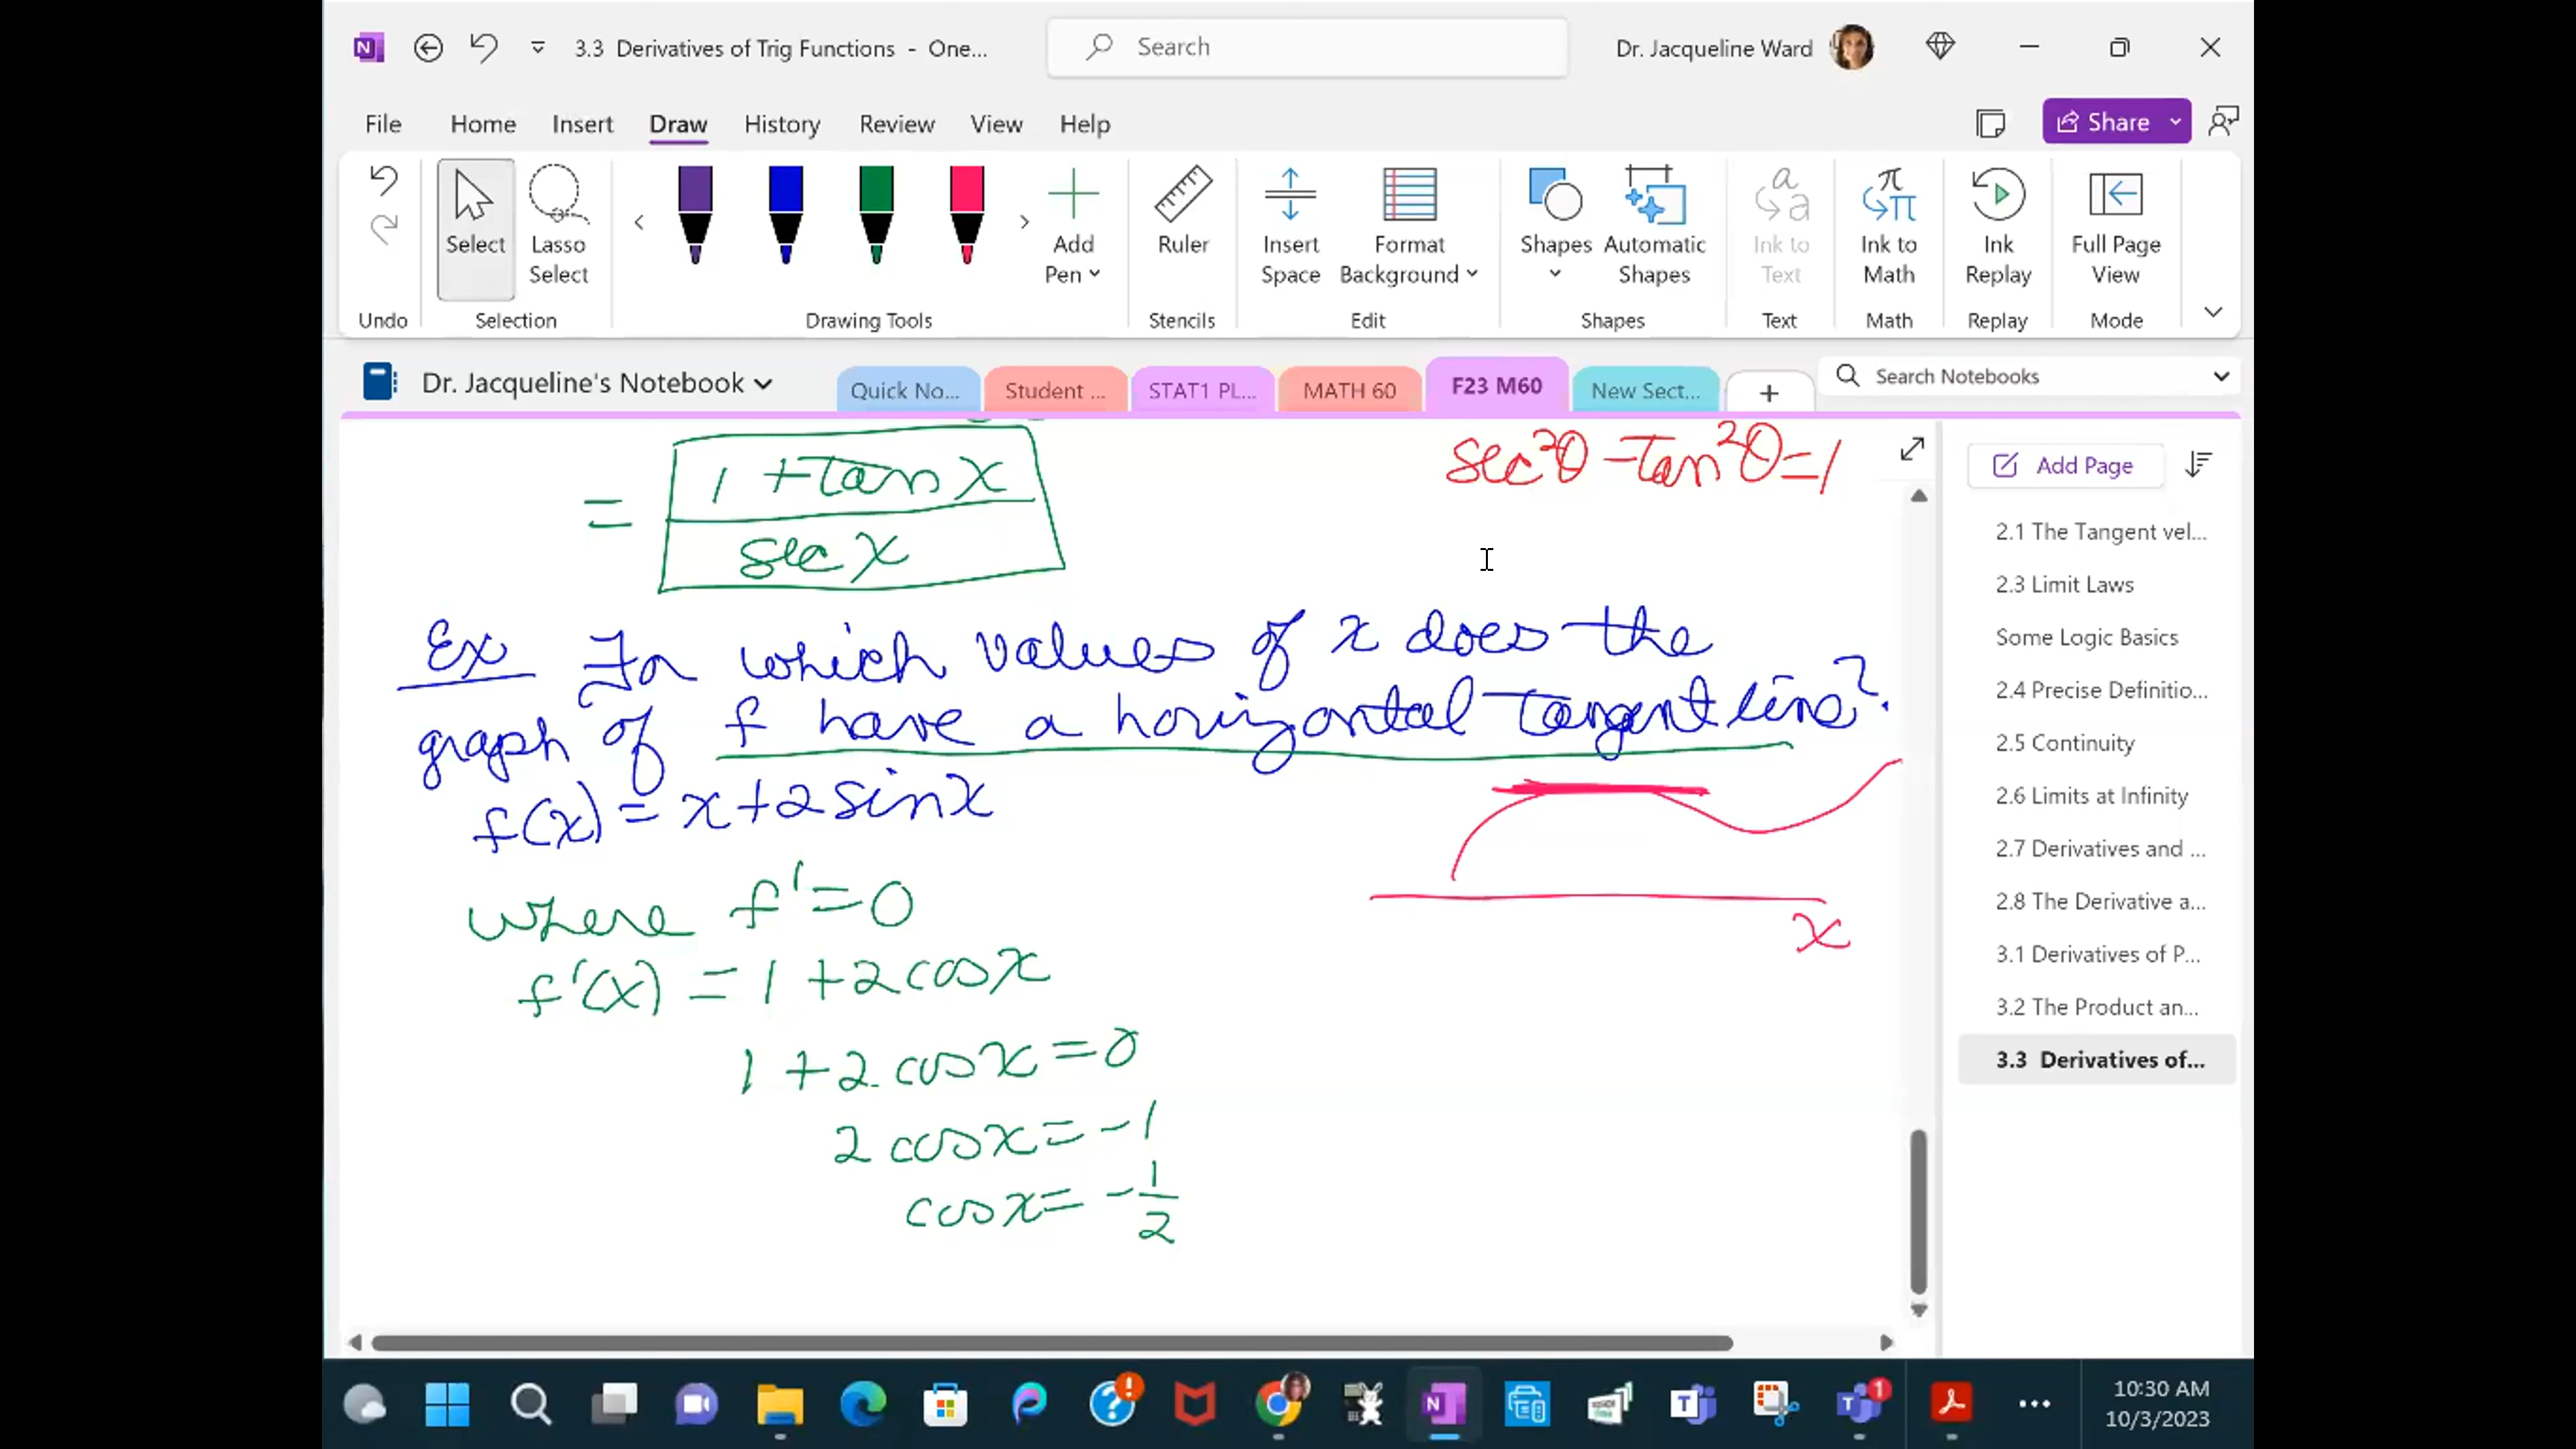 3.3 Derivatives of Trig Functions - One...
Search
Dr. Jacqueline Ward
File Home Insert Draw History Review View Help
Share
Select
Lasso Select
Add Pen
Ruler
Insert Space
Format Background
Shapes
Automatic Shapes
Ink to Text
Ink to Math
Ink Replay
Full Page View
Undo Selection Drawing Tools Stencils Edit Shapes Text Math Replay Mode
Dr. Jacqueline's Notebook
Quick No... Student ... STAT1 PL... MATH 60 F23 M60 New Sect... +
Search Notebooks
Add Page
2.1 The Tangent vel...
2.3 Limit Laws
Some Logic Basics
2.4 Precise Definitio...
2.5 Continuity
2.6 Limits at Infinity
2.7 Derivatives and ...
2.8 The Derivative a...
3.1 Derivatives of P...
3.2 The Product an...
3.3 Derivatives of...
= (1 + tan x) / (sec x)
sec²θ - tan²θ = 1
Ex For which values of x does the
graph of f have a horizontal tangent line?
f(x) = x + 2 sin x
where f' = 0
f'(x) = 1 + 2 cos x
1 + 2 cos x = 0
2 cos x = -1
cos x = -1/2
x
10:30 AM
10/3/2023